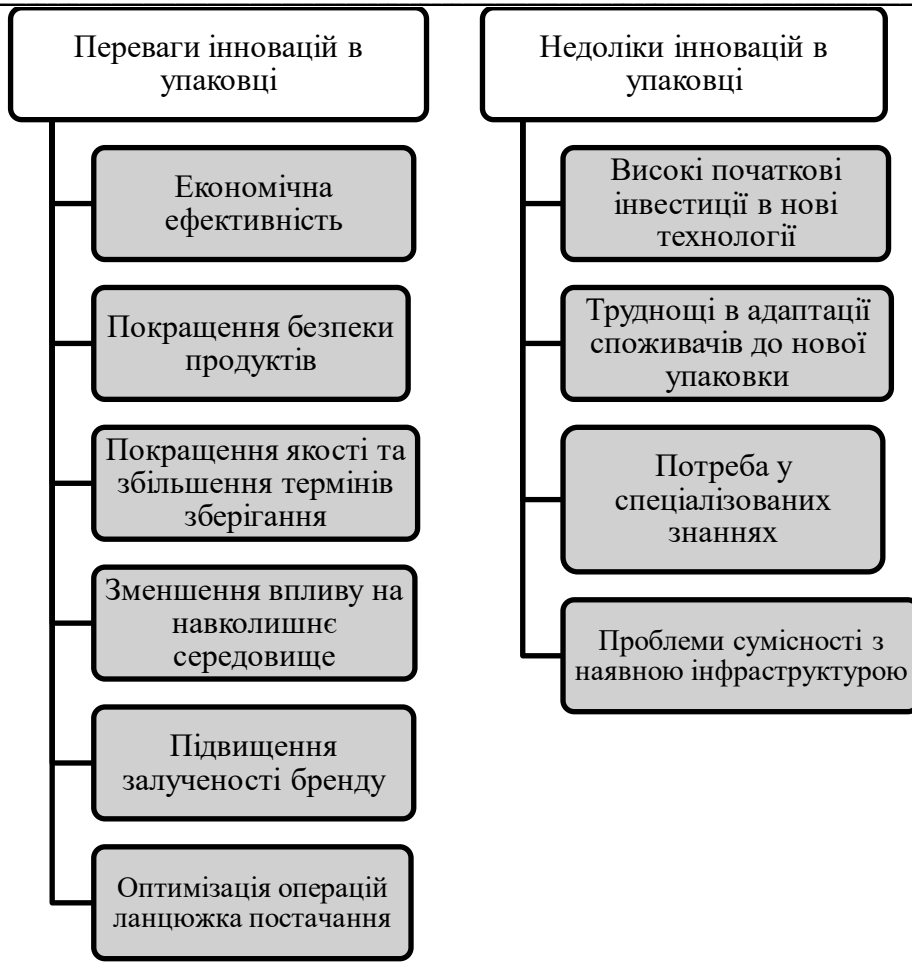 Переваги інновацій в
упаковці
Економічна
ефективність
Покращення безпеки
продуктів
Покращення якості та
збільшення термінів
зберігання
Зменшення впливу на
навколишнє
середовище
Підвищення
залученості бренду
Оптимізація операцій
ланцюжка постачання
Недоліки інновацій в
упаковці
Високі початкові
інвестиції в нові
технології
Труднощі в адаптації
споживачів до нової
упаковки
Потреба у
спеціалізованих
знаннях
Проблеми сумісності з
наявною інфраструктурою